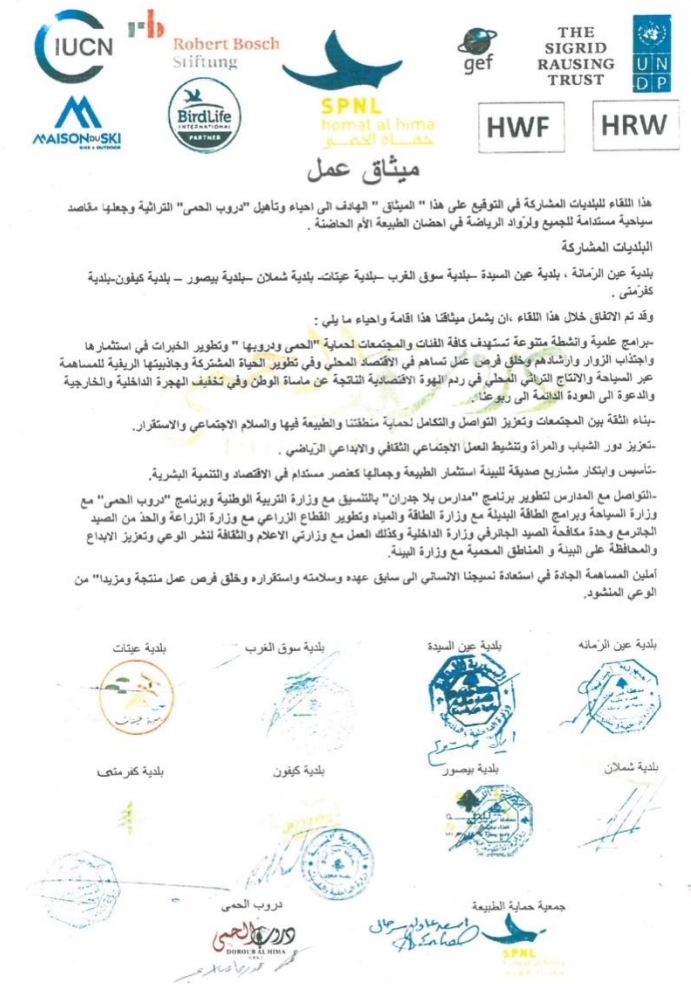 IUCN
rb
Robert Bosch
Stiftung
SPNL
homat al hima
حماة الحمى
gef
THE
SIGRID
RAUSING
TRUST
U N
D P
MAISONDUSKI
BIKE & OUTDOOR
BirdLife
INTERNATIONAL
PARTNER
HWF
HRW
ميثاق عمل
هذا اللقاء للبلديات المشاركة في التوقيع على هذا " الميثاق " الهادف الى احياء وتأهيل "دروب الحمى" التراثية وجعلها مقاصد
سياحية مستدامة للجميع ولروّاد الرياضة في احضان الطبيعة الأم الحاضنة .
البلديات المشاركة
بلدية عين الرّمانة ، بلدية عين السيدة –بلدية سوق الغرب –بلدية عيتات- بلدية شملان –بلدية بيصور – بلدية كيفون-بلدية
كفرّمتى .
وقد تم الاتفاق خلال هذا اللقاء ،ان يشمل ميثاقنا هذا اقامة واحياء ما يلي :
-برامج علمية وانشطة متنوعة تستهدف كافة الفئات والمجتمعات لحماية "الحمى ودروبها " وتطوير الخبرات في استثمارها
واجتذاب الزوار وارشادهم وخلق فرص عمل تساهم في الاقتصاد المحلي وفي تطوير الحياة المشتركة وجاذبيتها الريفية للمساهمة
عبر السياحة والانتاج التراثي المحلي في ردم الهوة الاقتصادية الناتجة عن ماساة الوطن وفي تخفيف الهجرة الداخلية والخارجية
والدعوة الى العودة الدائمة الى ربوعنا .
-بناء الثقة بين المجتمعات وتعزيز التواصل والتكامل لحماية منطقتنا والطبيعة فيها والسلام الاجتماعي والاستقرار.
-تعزيز دور الشباب والمرأة وتنشيط العمل الاجتماعي الثقافي والابداعي الرّياضي .
-تأسيس وابتكار مشاريع صديقة للبيئة استثمار الطبيعة وجمالها كعنصر مستدام في الاقتصاد والتنمية البشرية.
-التواصل مع المدارس لتطوير برنامج "مدارس بلا جدران" بالتنسيق مع وزارة التربية الوطنية وبرنامج "دروب الحمى" مع
وزارة السياحة وبرامج الطاقة البديلة مع وزارة الطاقة والمياه وتطوير القطاع الزراعي مع وزارة الزراعة والحذ من الصيد
الجائرمع وحدة مكافحة الصيد الجائرفي وزارة الداخلية وكذلك العمل مع وزارتي الاعلام والثقافة لنشر الوعي وتعزيز الابداع
والمحافظة على البيئة و المناطق المحمية مع وزارة البيئة.
أملين المساهمة الجادة في استعادة نسيجنا الانساني الى سابق عهده وسلامته واستقراره وخلق فرص عمل منتجة ومزيدا" من
الوعي المنشود.
بلدية عين الرّمانه
بلدية عين السيدة
بلدية سوق الغرب
بلدية عيتات
بلدية شملان
بلدية بيصور
بلدية كيفون
بلدية كفرمتى
جمعية حماية الطبيعة
دروب الحمى
SPNL
دروب الحمى
DOROUB AL HIMA